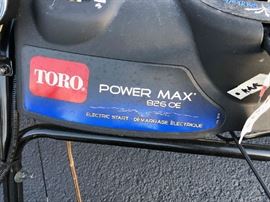 TORO
POWER MAX
826 OE
ELECTRIC START DÉMARRAGE ÉLECTRIQUE